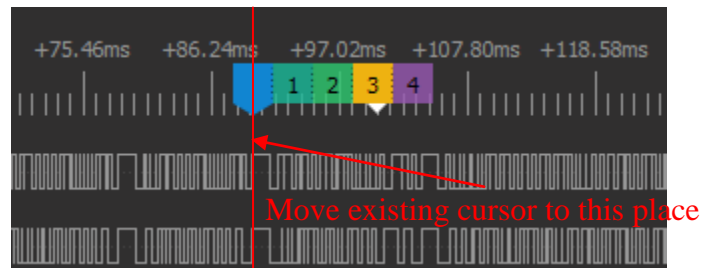 +75.46ms +86.24ms +97.02ms +107.80ms +118.58ms
1 2 3 4
Move existing cursor to this place